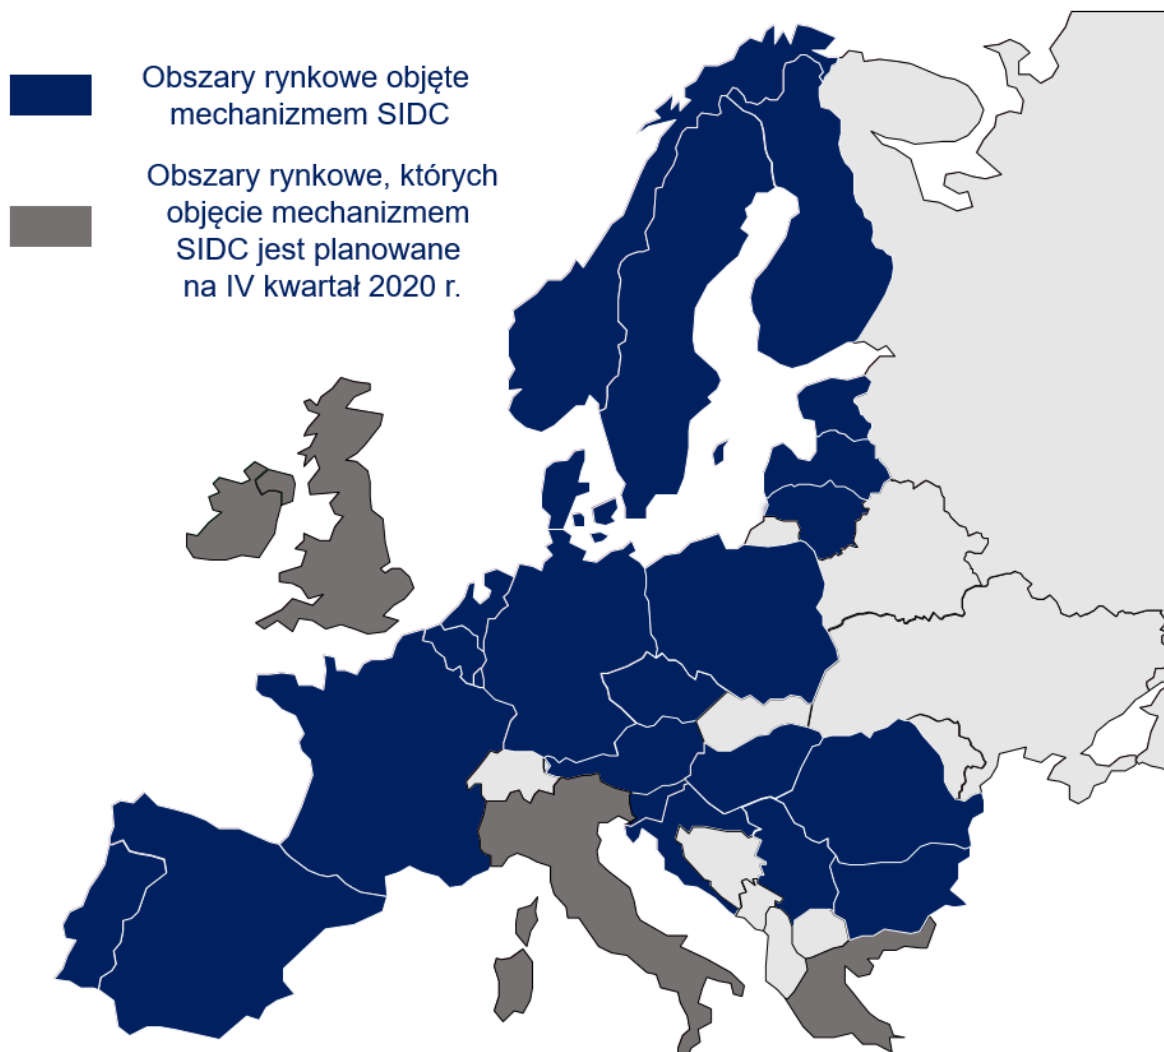 Obszary rynkowe objęte
mechanizmem SIDC
Obszary rynkowe, których
objęcie mechanizmem
SIDC jest planowane
na IV kwartał 2020 r.